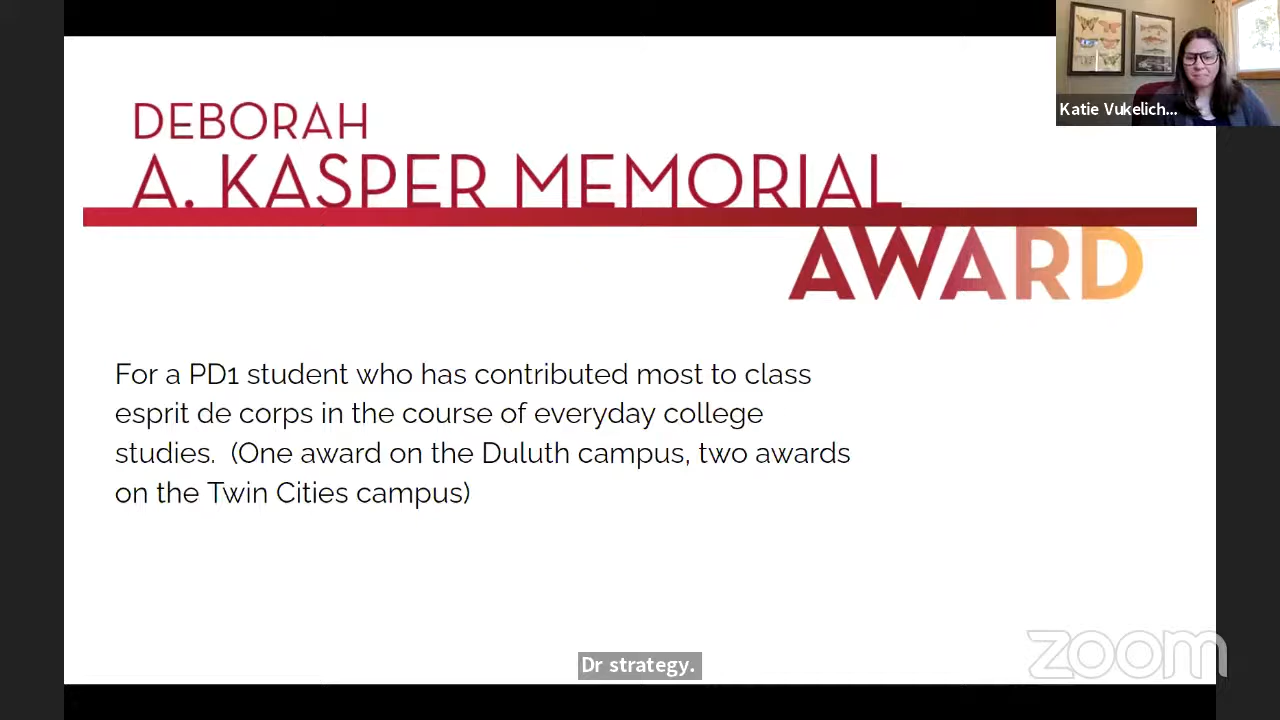 Katie Vukelich...
DEBORAH
A. KASPER MEMORIAL
AWARD
For a PD1 student who has contributed most to class
esprit de corps in the course of everyday college
studies. (One award on the Duluth campus, two awards
on the Twin Cities campus)
Dr strategy.
zoom